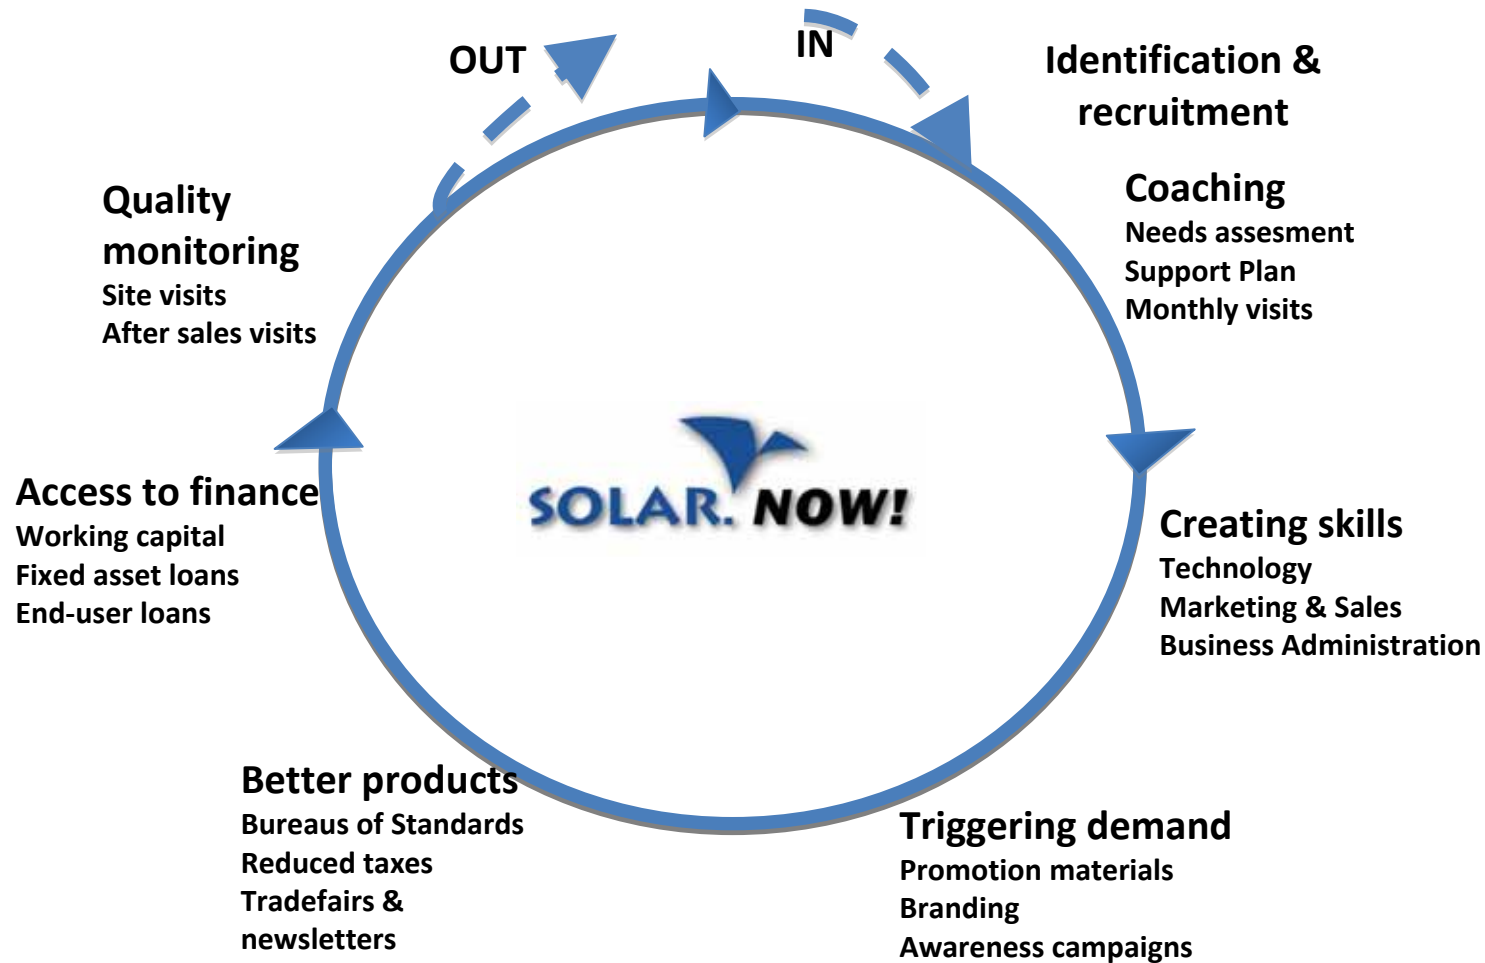 OUT
IN
Identification &
recruitment
Coaching
Needs assesment
Support Plan
Monthly visits
Quality
monitoring
Site visits
After sales visits
SOLAR. NOW!
Access to finance
Working capital
Fixed asset loans
End-user loans
Creating skills
Technology
Marketing & Sales
Business Administration
Better products
Bureaus of Standards
Reduced taxes
Tradefairs &
newsletters
Triggering demand
Promotion materials
Branding
Awareness campaigns